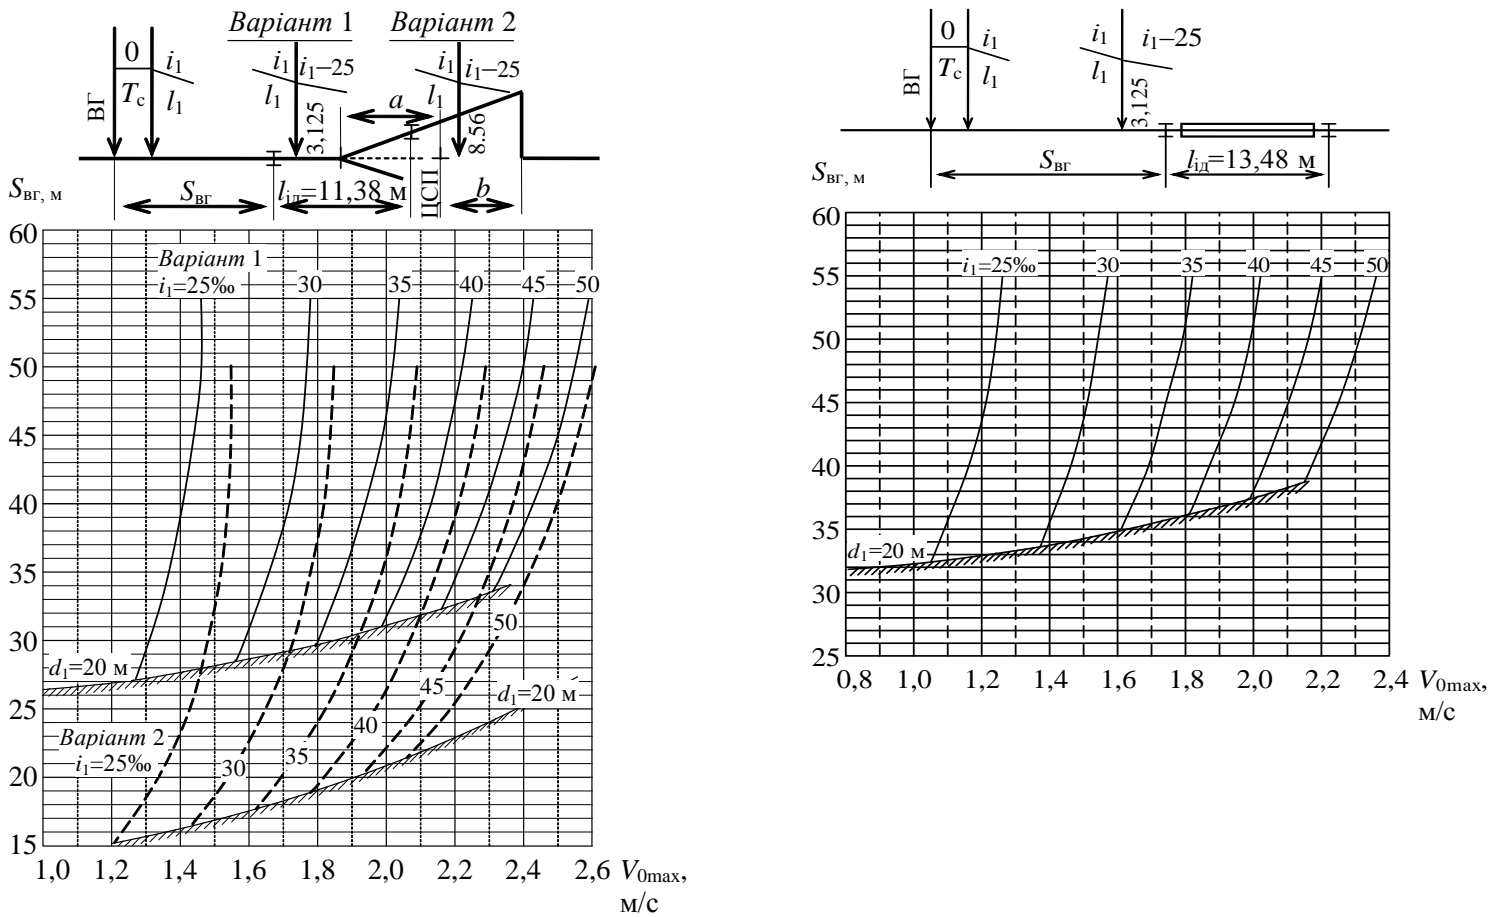 Варіант 1 Варіант 2
0 i₁ i₁ i₁–25 i₁ i₁–25
ВГ Tс l₁ l₁ 3,125 a l₁ 8.56
Sвг, м Sвг lід=11,38 м ЦСП b
60
Варіант 1
i₁=25‰ 30 35 40 45 50
55
50
45
40
35
30
50
d₁=20 м
45 d₁=20 м
25
40
Варіант 2
35
i₁=25‰ 30
20
15
1,0 1,2 1,4 1,6 1,8 2,0 2,2 2,4 2,6 V0max,
м/с
0 i₁ i₁ i₁–25
ВГ Tс l₁ l₁ 3,125
Sвг, м Sвг lід=13,48 м
60
i₁=25‰ 30 35 40 45 50
55
50
45
40
35
d₁=20 м
30
25
0,8 1,0 1,2 1,4 1,6 1,8 2,0 2,2 2,4 V0max,
м/с